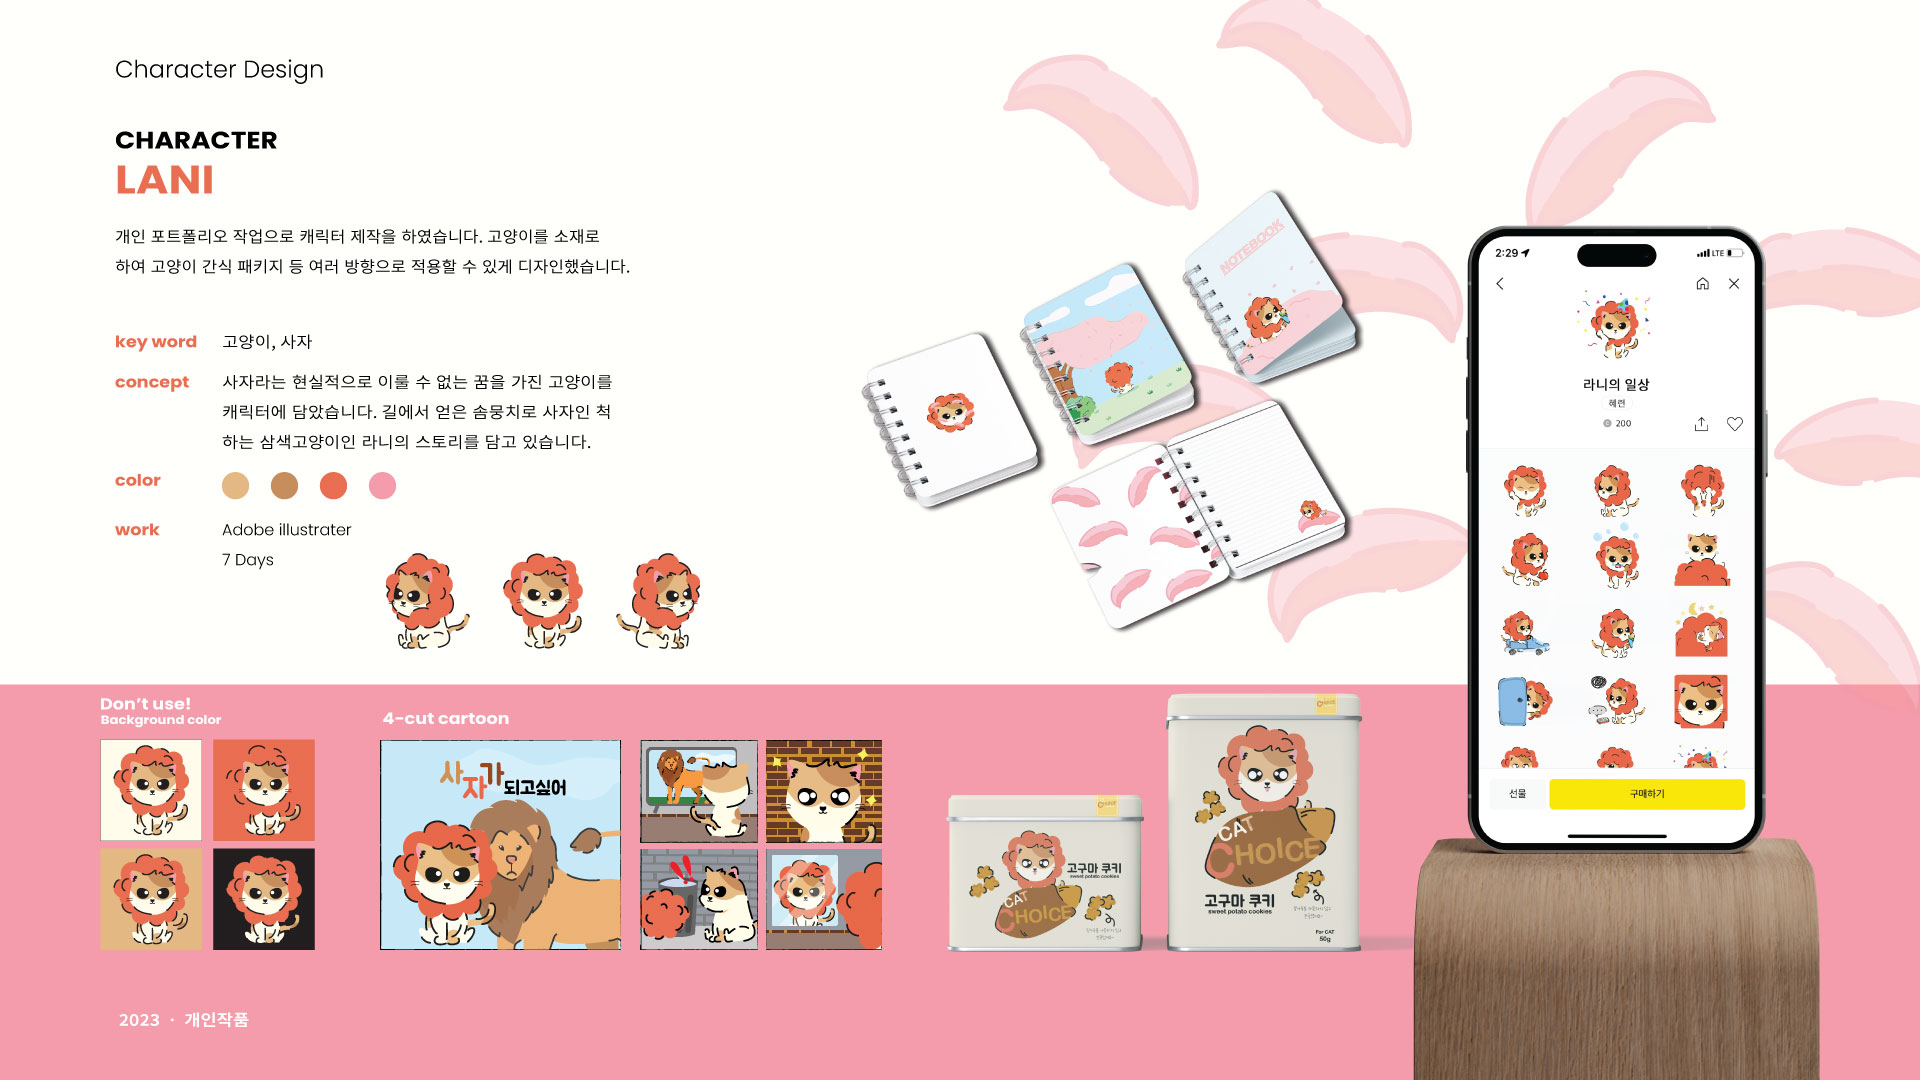 Character Design
CHARACTER
LANI
개인 포트폴리오 작업으로 캐릭터 제작을 하였습니다. 고양이를 소재로
하여 고양이 간식 패키지 등 여러 방향으로 적용할 수 있게 디자인했습니다.
key word 고양이, 사자
concept 사자라는 현실적으로 이룰 수 없는 꿈을 가진 고양이를
캐릭터에 담았습니다. 길에서 얻은 솜뭉치로 사자인 척
하는 삼색고양이인 라니의 스토리를 담고 있습니다.
color
work Adobe illustrater
7 Days
NOTEBOOK
2:29 LTE
라니의 일상
혜련
C 200
선물 구매하기
Don't use!
Background color
4-cut cartoon
사자가 되고싶어
CAT
CHOICE
고구마 쿠키
sweet potato cookies
CAT
CHOICE
고구마 쿠키
sweet potato cookies
For CAT
50g
2023 · 개인작품